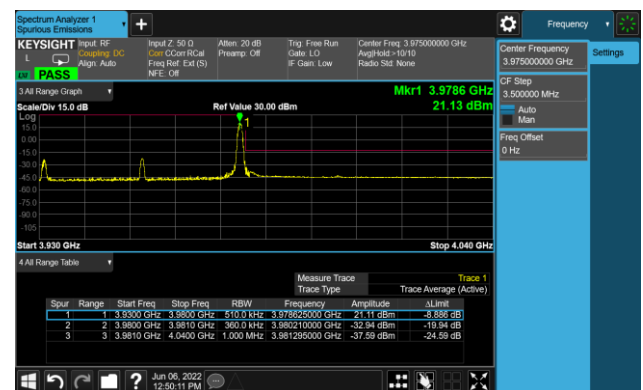 Spectrum Analyzer 1
Spurious Emissions
Frequency
KEYSIGHT
L
PASS
Input: RF
Coupling: DC
Align: Auto
Input Z: 50 Ω
Corr CCorr RCal
Freq Ref: Ext (S)
NFE: Off
Atten: 20 dB
Preamp: Off
Trig: Free Run
Gate: LO
IF Gain: Low
Center Freq: 3.975000000 GHz
Avg|Hold:>10/10
Radio Std: None
Center Frequency
3.975000000 GHz
Settings
CF Step
3.500000 MHz
Auto
Man
Freq Offset
0 Hz
3 All Range Graph
Mkr1 3.9786 GHz
21.13 dBm
Scale/Div 15.0 dB
Ref Value 30.00 dBm
Log
1
15.0
0.00
-15.0
-30.0
-45.0
-60.0
-75.0
-90.0
-105
Start 3.930 GHz
Stop 4.040 GHz
4 All Range Table
Measure Trace Trace 1
Trace Type Trace Average (Active)
Spur Range Start Freq Stop Freq RBW Frequency Amplitude ΔLimit
1 1 3.9300 GHz 3.9800 GHz 510.0 kHz 3.978625000 GHz 21.11 dBm -8.886 dB
2 2 3.9800 GHz 3.9810 GHz 360.0 kHz 3.980210000 GHz -32.94 dBm -19.94 dB
3 3 3.9810 GHz 4.0400 GHz 1.000 MHz 3.981295000 GHz -37.59 dBm -24.59 dB
Jun 06, 2022
12:50:11 PM